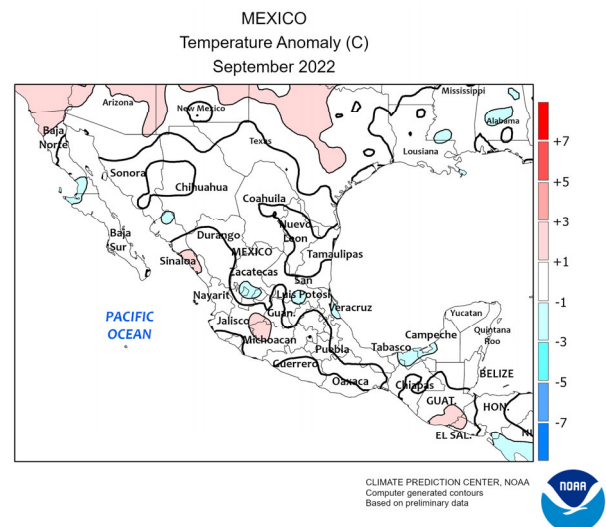 MEXICO
Temperature Anomaly (C)
September 2022
Mississippi
Arizona
New Mexico
Alabama
Baja
Norte
Texas
Lousiana
Sonora
Chihuahua
Coahuila
Nuevo
Leon
Baja
Sur
Durango
MEXICO
Tamaulipas
Sinaloa
Zacatecas
San
Luis Potosi
Nayarit
Veracruz
Guan.
Yucatan
PACIFIC
OCEAN
Jalisco
Campeche
Quintana
Roo
Michoacan
Puebla
Tabasco
Guerrero
BELIZE
Oaxaca
Chiapas
GUAT.
HON.
EL SAL.
NI
+7
+5
+3
+1
-1
-3
-5
-7
CLIMATE PREDICTION CENTER, NOAA
Computer generated contours
Based on preliminary data
NOAA